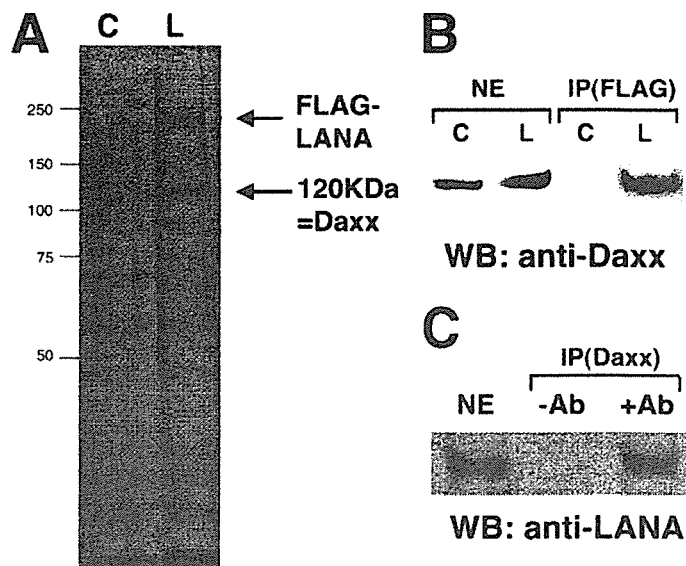 A
C L
250
150
100
75
50
FLAG-
LANA
120KDa
=Daxx
B
NE IP(FLAG)
C L C L
WB: anti-Daxx
C
IP(Daxx)
NE -Ab +Ab
WB: anti-LANA